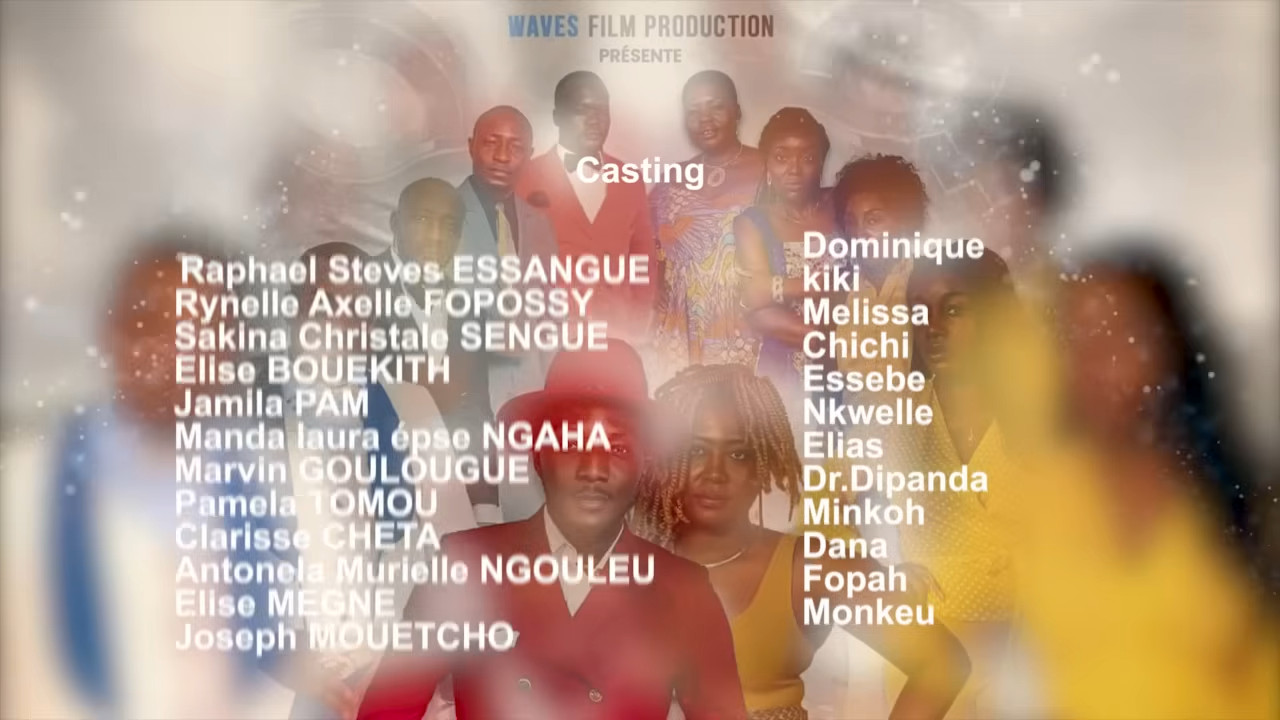 WAVES FILM PRODUCTION
PRÉSENTE
Casting
Raphael Steves ESSANGUE
Rynelle Axelle FOPOSSY
Sakina Christale SENGUE
Elise BOUEKITH
Jamila PAM
Manda laura épse NGAHA
Marvin GOULOUGUE
Pamela TOMOU
Clarisse CHETA
Antonela Murielle NGOULEU
Elise MEGNE
Joseph MOUETCHO
Dominique
kiki
Melissa
Chichi
Essebe
Nkwelle
Elias
Dr.Dipanda
Minkoh
Dana
Fopah
Monkeu